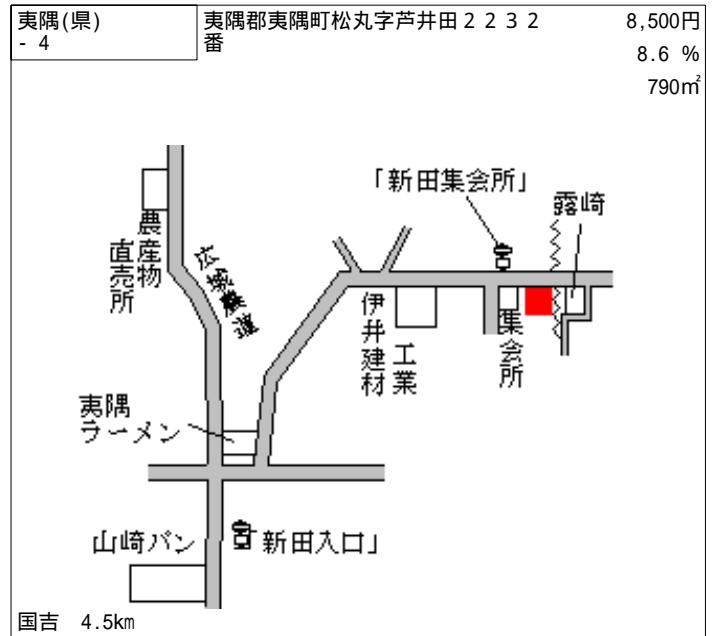 夷隅(県)
- 4
夷隅郡夷隅町松丸字芦井田２２３２
番
8,500円
8.6 %
790㎡
「新田集会所」
露崎
農産物
直売所
広域農道
伊井建材
工業
集会所
夷隅
ラーメン
山崎パン
新田入口」
国吉 4.5km